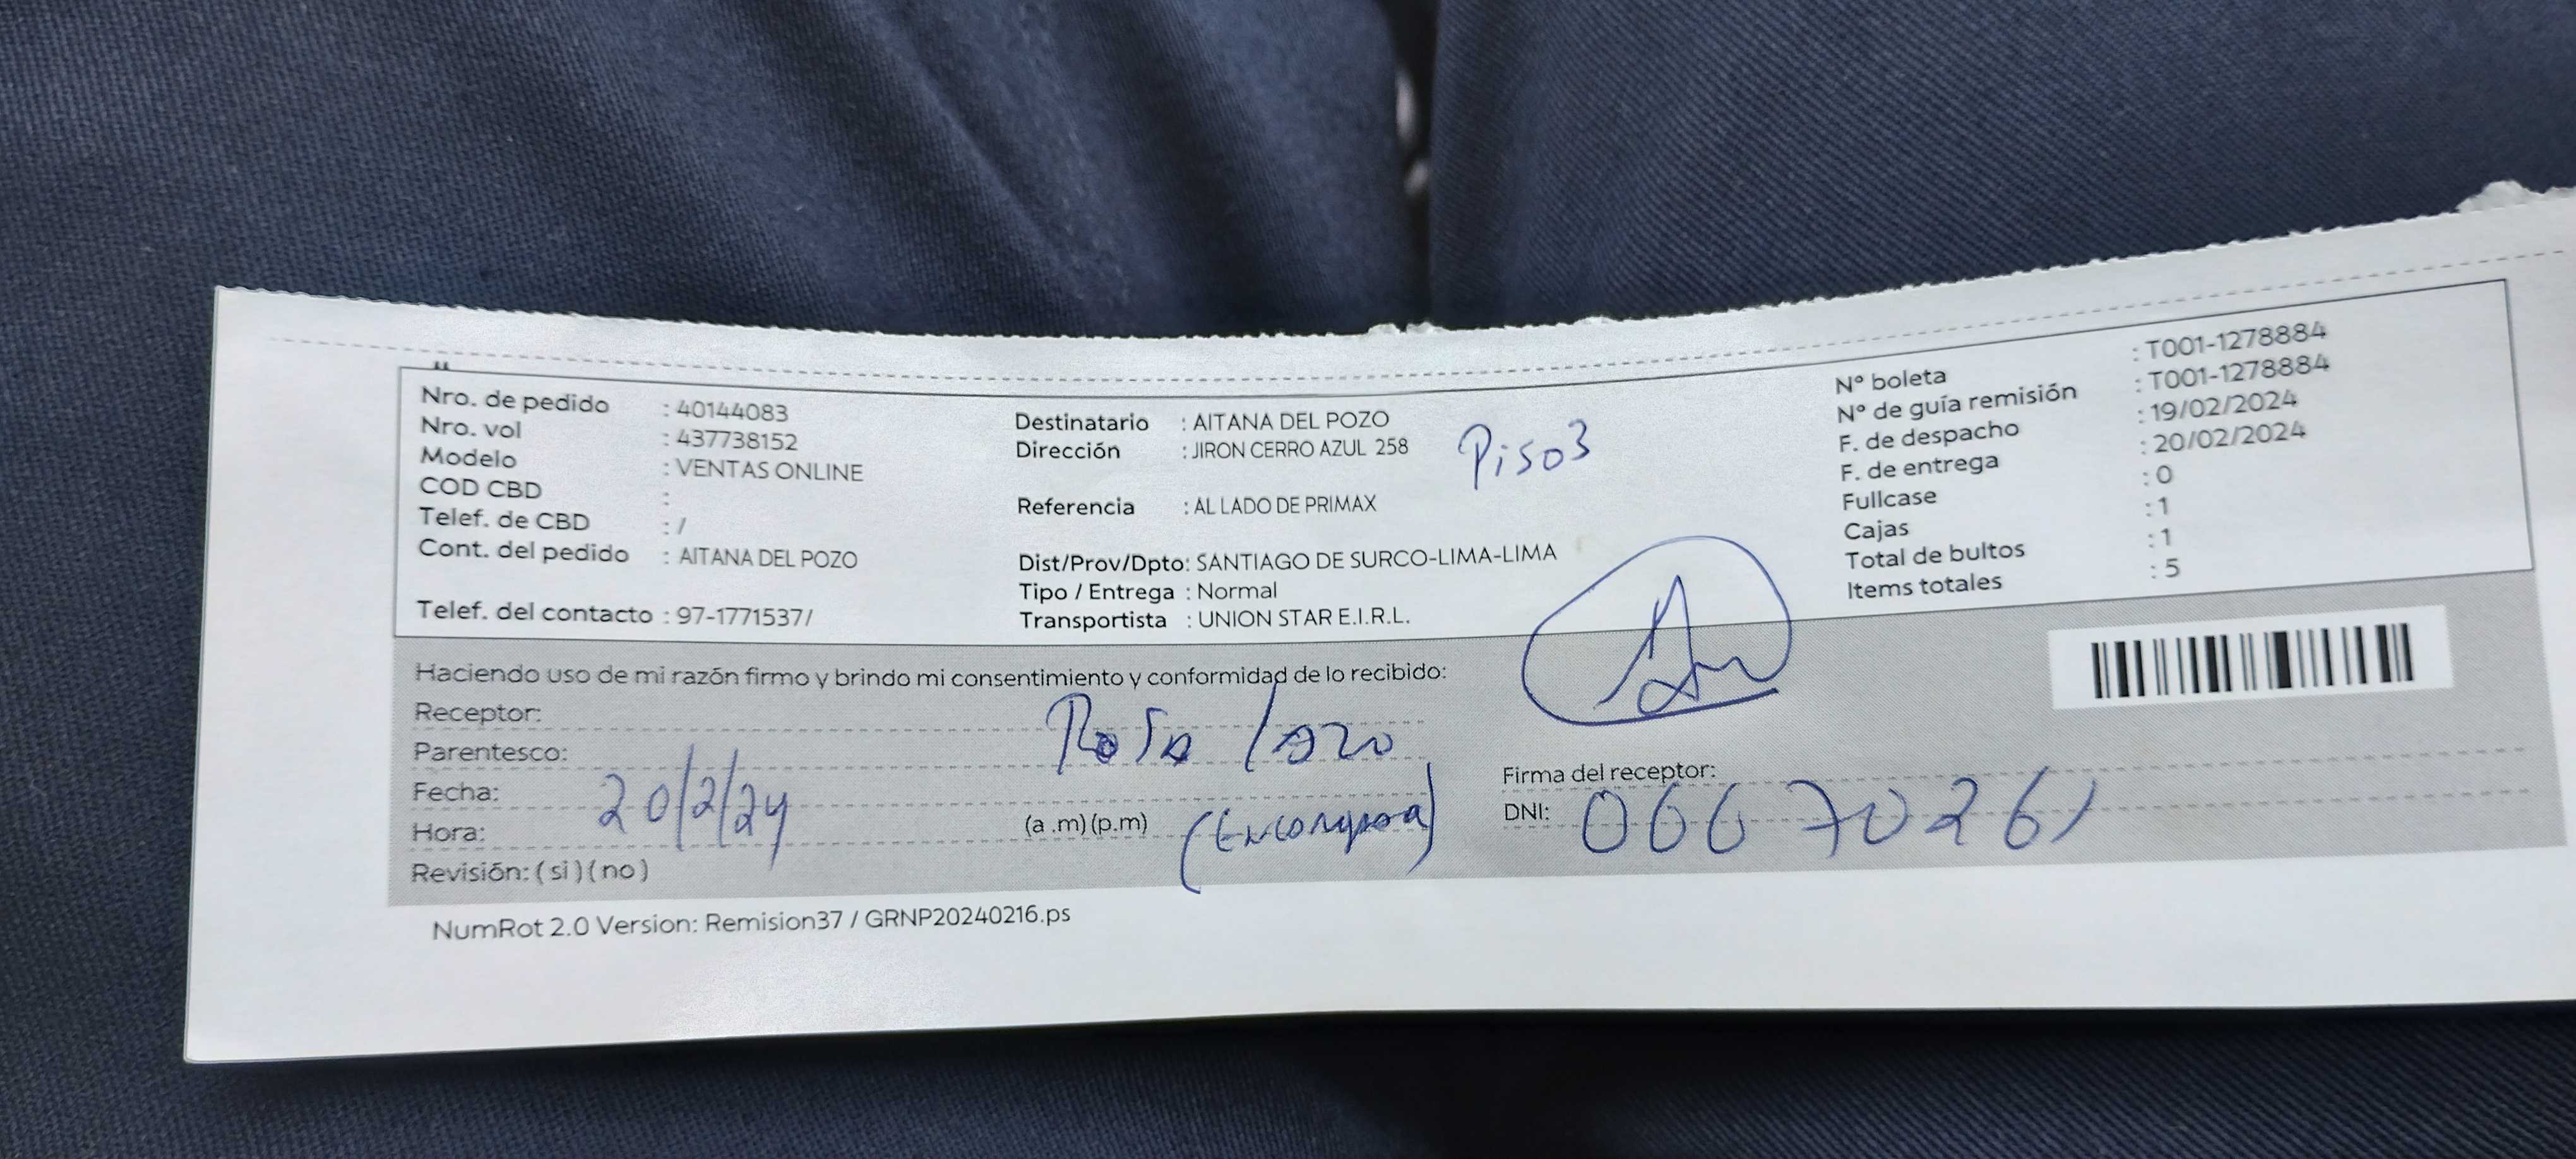 Nro. de pedido : 40144083
Nro. vol : 437738152
Modelo : VENTAS ONLINE
COD CBD :
Telef. de CBD : /
Cont. del pedido : AITANA DEL POZO
Telef. del contacto : 97-1771537/
Destinatario : AITANA DEL POZO
Dirección : JIRON CERRO AZUL 258 Piso 3
Referencia : AL LADO DE PRIMAX
Dist/Prov/Dpto: SANTIAGO DE SURCO-LIMA-LIMA
Tipo / Entrega : Normal
Transportista : UNION STAR E.I.R.L.
N° boleta : T001-1278884
N° de guía remisión : T001-1278884
F. de despacho : 19/02/2024
F. de entrega : 20/02/2024
Fullcase : 0
Cajas : 1
Total de bultos : 1
Items totales : 5
Haciendo uso de mi razón firmo y brindo mi consentimiento y conformidad de lo recibido:
Receptor:
Rosa Lazo
Parentesco:
Fecha: 20/2/24
Hora: (a .m) (p.m)
Revisión: ( si ) ( no )
Firma del receptor:
DNI: 06670261
NumRot 2.0 Version: Remision37 / GRNP20240216.ps